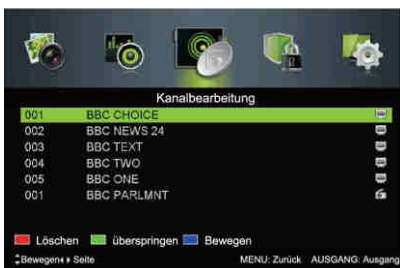 Kanalbearbeitung
001 BBC CHOICE
002 BBC NEWS 24
003 BBC TEXT
004 BBC TWO
005 BBC ONE
001 BBC PARLMNT
Löschen überspringen Bewegen
Bewegen Seite MENU: Zurück AUSGANG: Ausgang